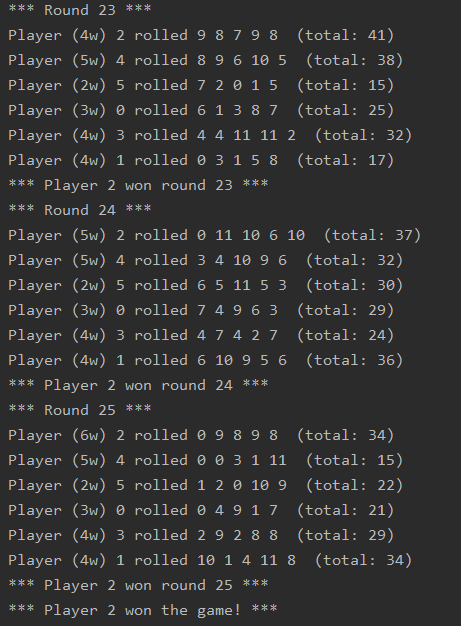 *** Round 23 ***
Player (4w) 2 rolled 9 8 7 9 8  (total: 41)
Player (5w) 4 rolled 8 9 6 10 5  (total: 38)
Player (2w) 5 rolled 7 2 0 1 5  (total: 15)
Player (3w) 0 rolled 6 1 3 8 7  (total: 25)
Player (4w) 3 rolled 4 4 11 11 2  (total: 32)
Player (4w) 1 rolled 0 3 1 5 8  (total: 17)
*** Player 2 won round 23 ***
*** Round 24 ***
Player (5w) 2 rolled 0 11 10 6 10  (total: 37)
Player (5w) 4 rolled 3 4 10 9 6  (total: 32)
Player (2w) 5 rolled 6 5 11 5 3  (total: 30)
Player (3w) 0 rolled 7 4 9 6 3  (total: 29)
Player (4w) 3 rolled 4 7 4 2 7  (total: 24)
Player (4w) 1 rolled 6 10 9 5 6  (total: 36)
*** Player 2 won round 24 ***
*** Round 25 ***
Player (6w) 2 rolled 0 9 8 9 8  (total: 34)
Player (5w) 4 rolled 0 0 3 1 11  (total: 15)
Player (2w) 5 rolled 1 2 0 10 9  (total: 22)
Player (3w) 0 rolled 0 4 9 1 7  (total: 21)
Player (4w) 3 rolled 2 9 2 8 8  (total: 29)
Player (4w) 1 rolled 10 1 4 11 8  (total: 34)
*** Player 2 won round 25 ***
*** Player 2 won the game! ***